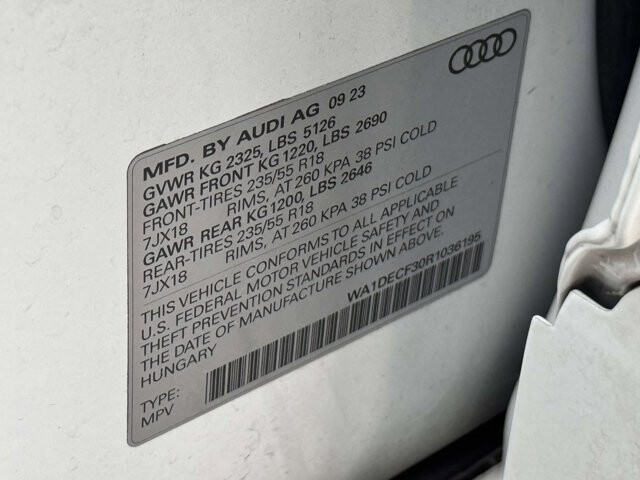 MFD. BY AUDI AG 09 23
GVWR KG 2325, LBS 5126
GAWR FRONT KG 1220, LBS 2690
FRONT-TIRES 235/55 R18
7JX18 RIMS, AT 260 KPA 38 PSI COLD
GAWR REAR KG 1200, LBS 2646
REAR-TIRES 235/55 R18
7JX18 RIMS, AT 260 KPA 38 PSI COLD
THIS VEHICLE CONFORMS TO ALL APPLICABLE
U.S. FEDERAL MOTOR VEHICLE SAFETY AND
THEFT PREVENTION STANDARDS IN EFFECT ON
THE DATE OF MANUFACTURE SHOWN ABOVE.
HUNGARY
WA1DECF30R1036195
TYPE:
MPV